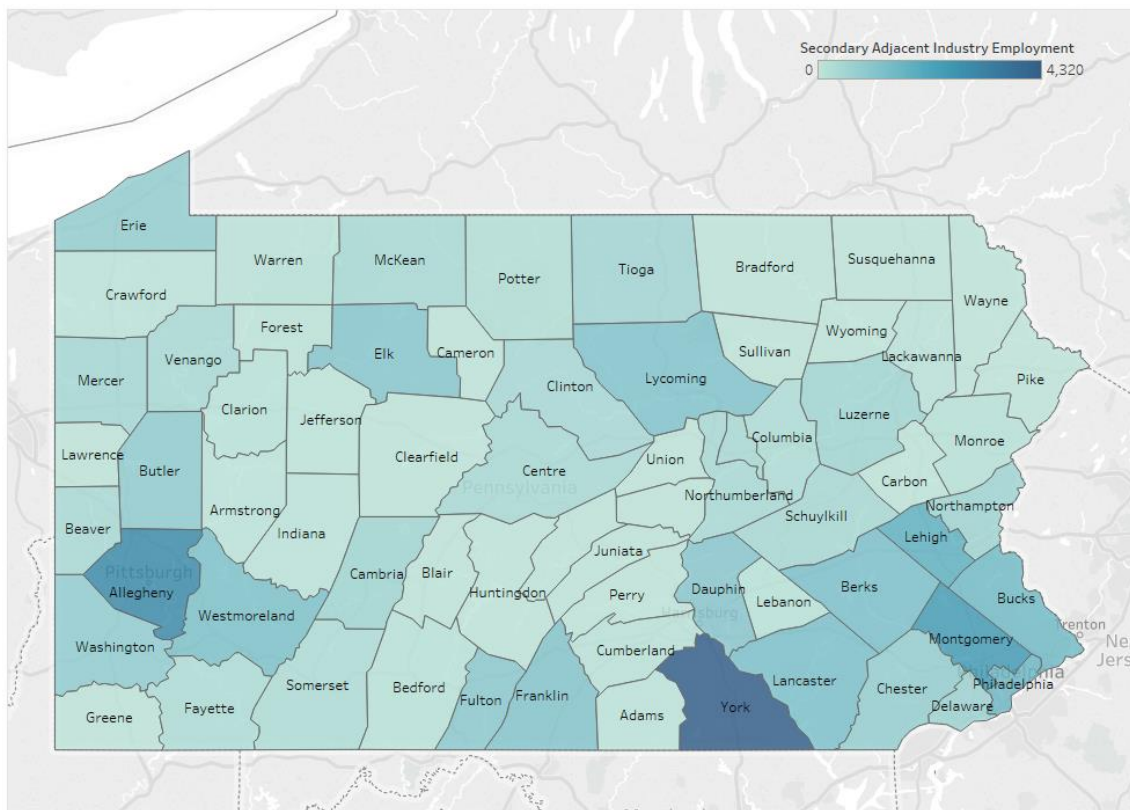 Secondary Adjacent Industry Employment
0 4,320
Erie
Warren
McKean
Potter
Tioga
Bradford
Susquehanna
Wayne
Crawford
Forest
Elk
Cameron
Sullivan
Wyoming
Lackawanna
Venango
Mercer
Clarion
Jefferson
Clinton
Lycoming
Luzerne
Pike
Columbia
Monroe
Lawrence
Butler
Clearfield
Centre
Union
Carbon
Pennsylvania
Northumberland
Northampton
Beaver
Armstrong
Indiana
Schuylkill
Lehigh
Juniata
Pittsburgh
Allegheny
Cambria
Blair
Huntingdon
Perry
Dauphin
Lebanon
Berks
Bucks
Westmoreland
Harrisburg
Trenton
Washington
Cumberland
Montgomery
Ne
Jers
Philadelphia
Philadelphia
Somerset
Bedford
Fulton
Franklin
Lancaster
Chester
Delaware
Greene
Fayette
Adams
York